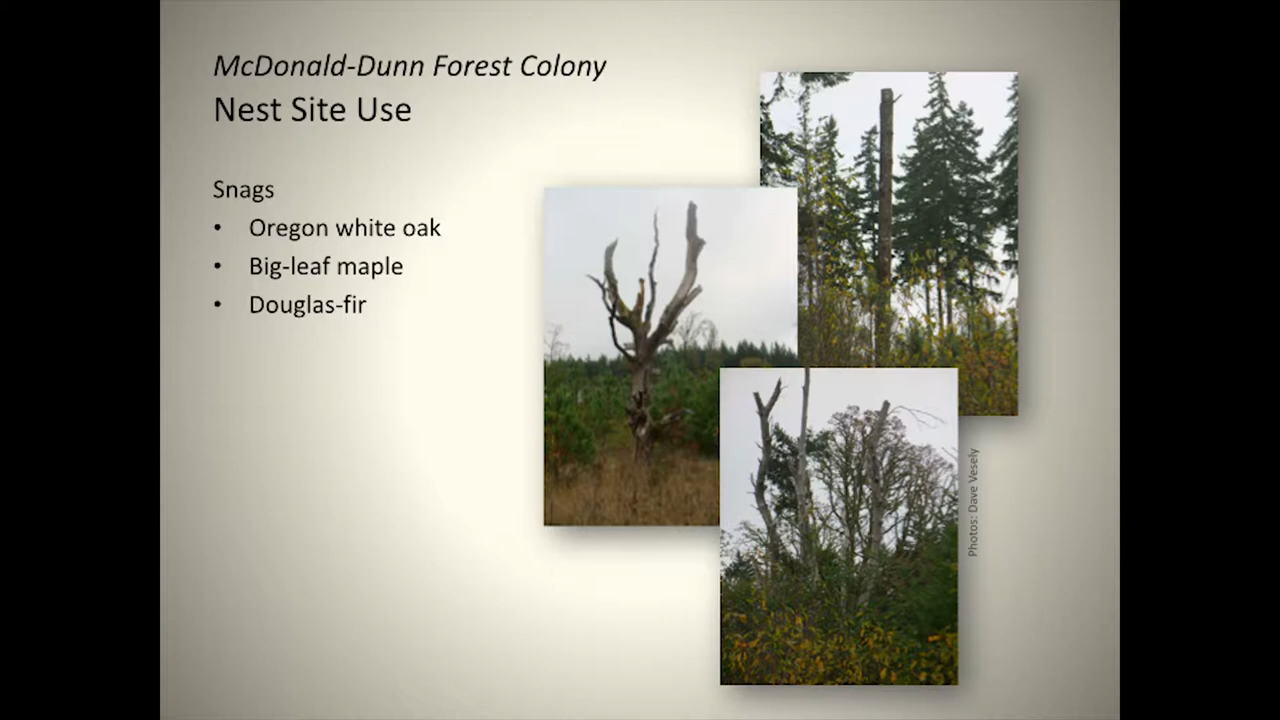 McDonald-Dunn Forest Colony
Nest Site Use
Snags
• Oregon white oak
• Big-leaf maple
• Douglas-fir
Photos: Dave Vesely